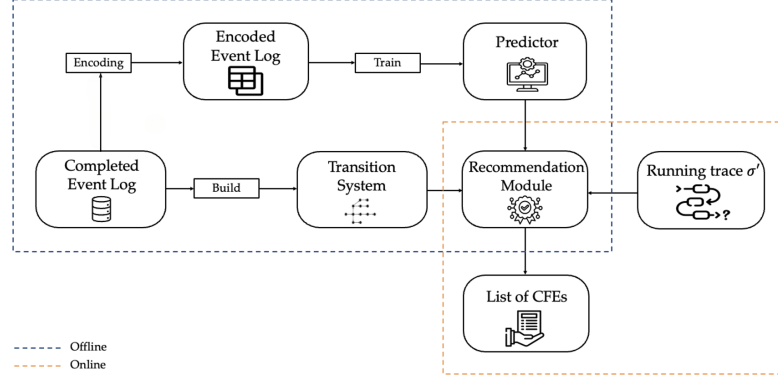 Encoded
Event Log
Predictor
Encoding
Train
Completed
Event Log
Build
Transition
System
Recommendation
Module
Running trace σ′
?
List of CFEs
Offline
Online